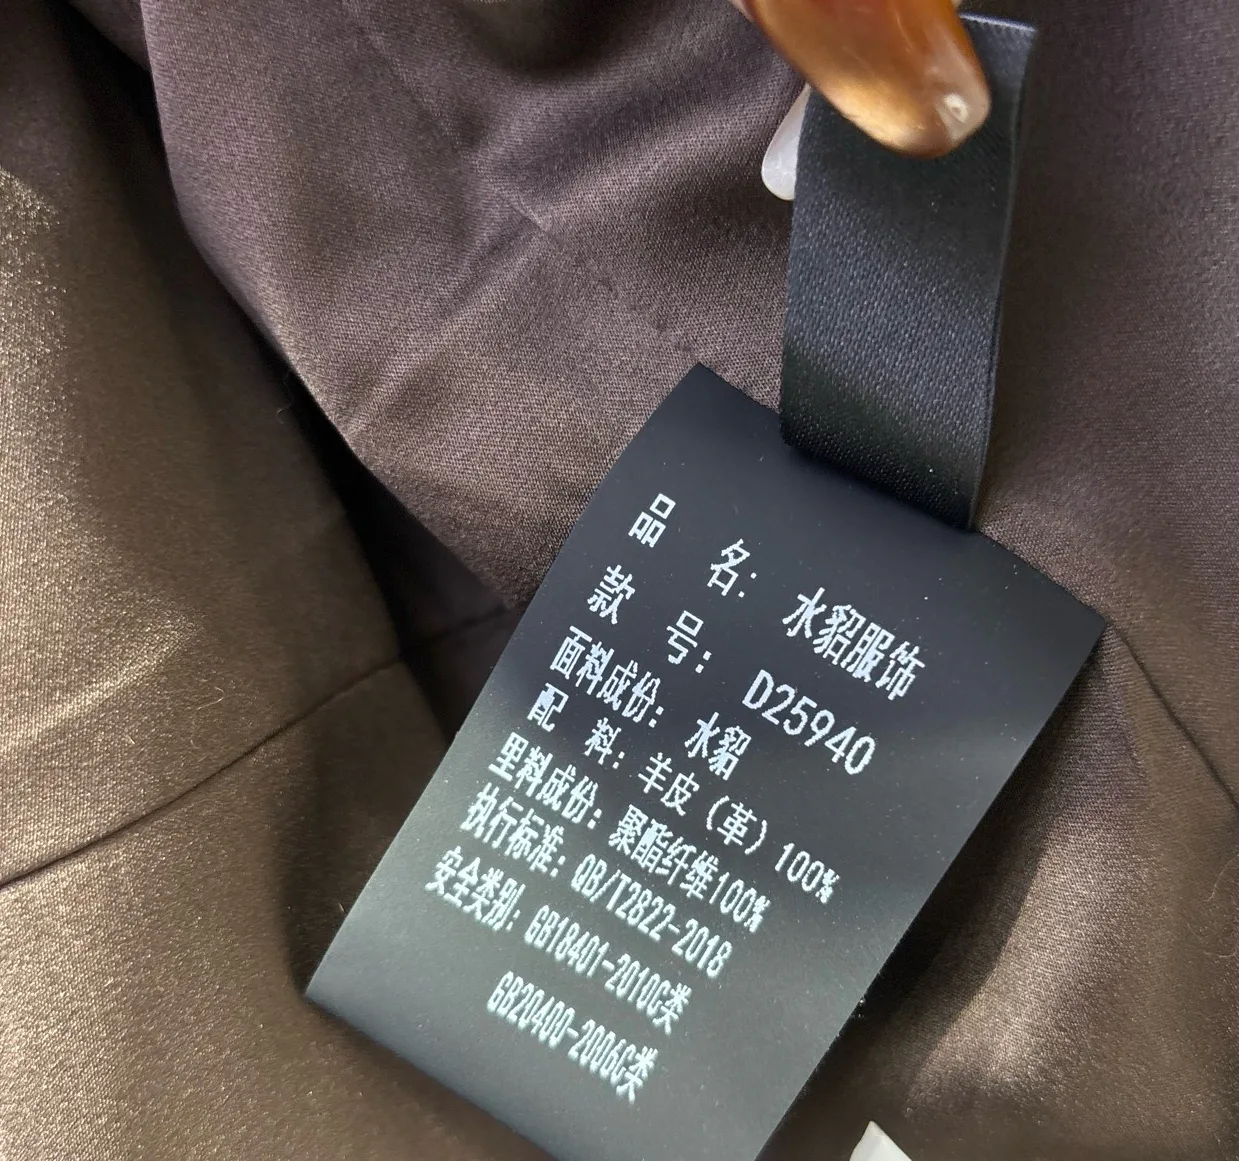 品名：水貂服饰
款号：D25940
面料成份：水貂
配料：羊皮（革）100%
里料成份：聚酯纤维100%
执行标准：QB/T2822-2018
安全类别：GB18401-2010C类
GB20400-2006C类